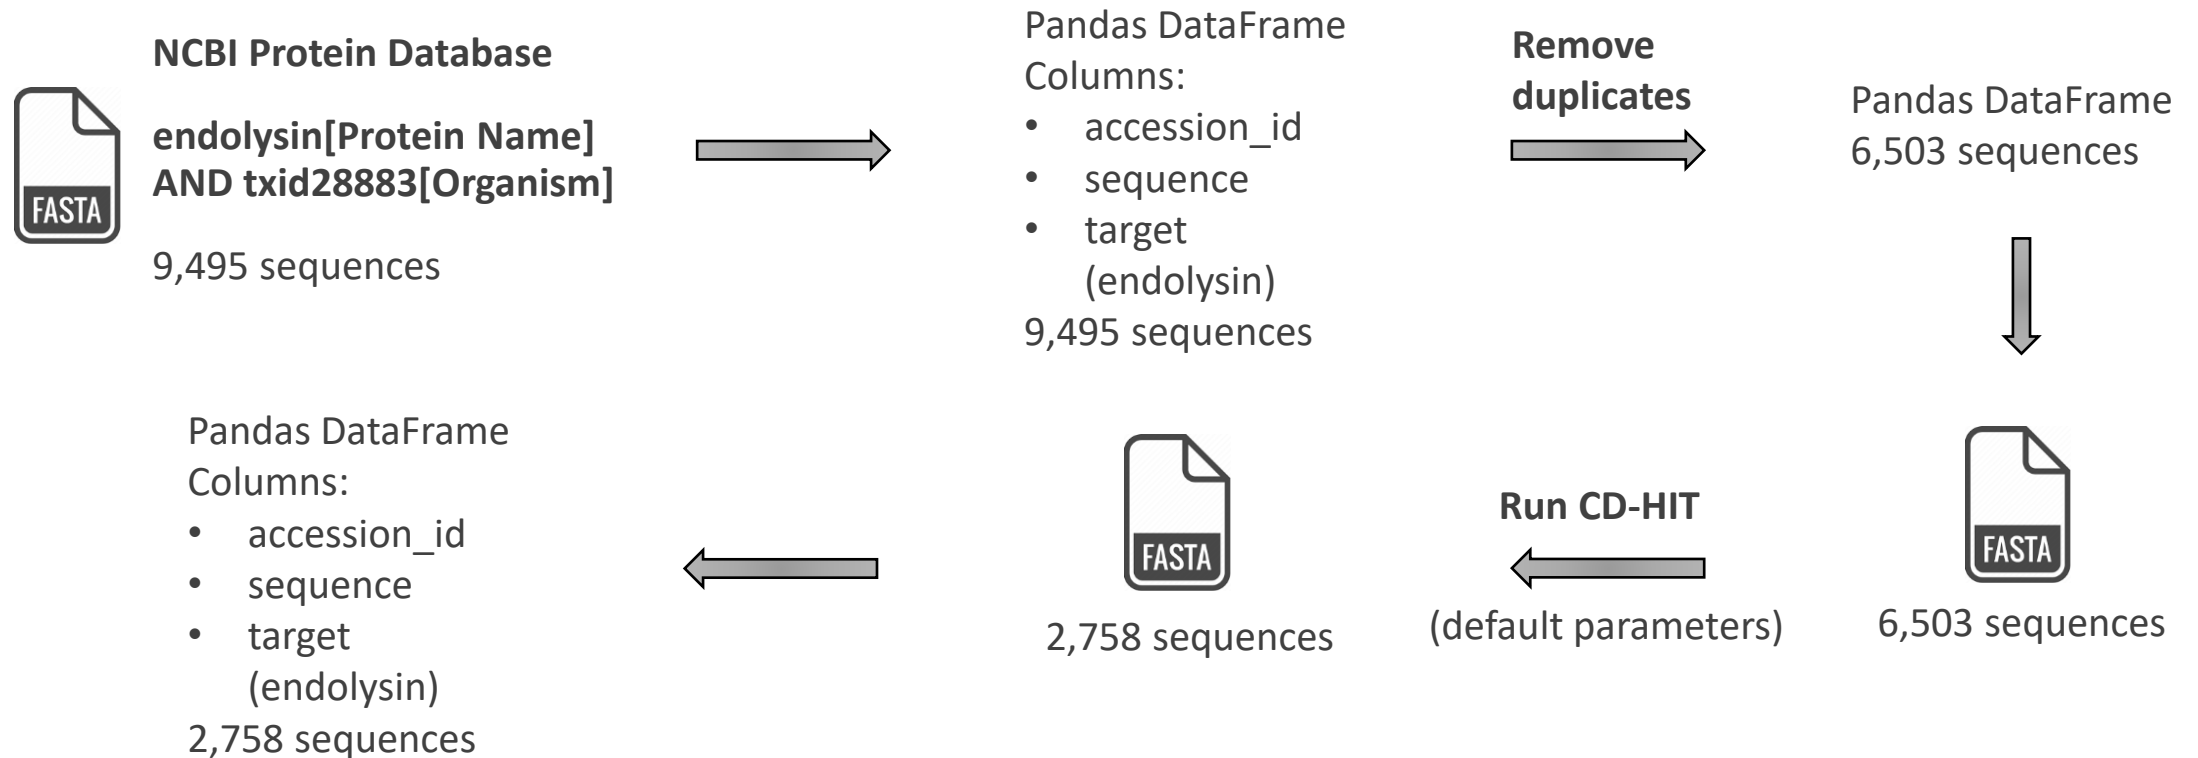 NCBI Protein Database
endolysin[Protein Name]
AND txid28883[Organism]
9,495 sequences
FASTA
Pandas DataFrame
Columns:
• accession_id
• sequence
• target
(endolysin)
9,495 sequences
Remove
duplicates
Pandas DataFrame
6,503 sequences
FASTA
6,503 sequences
Run CD-HIT
(default parameters)
FASTA
2,758 sequences
Pandas DataFrame
Columns:
• accession_id
• sequence
• target
(endolysin)
2,758 sequences